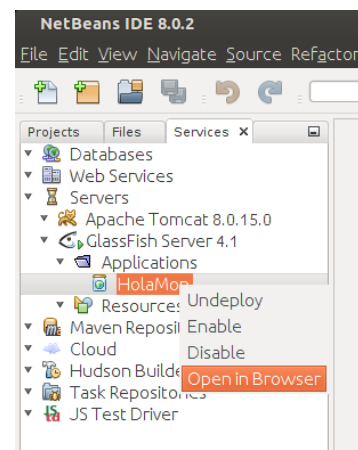 NetBeans IDE 8.0.2
File Edit View Navigate Source Refactor
Projects Files Services
Databases
Web Services
Servers
Apache Tomcat 8.0.15.0
GlassFish Server 4.1
Applications
HolaMon
Undeploy
Resources
Enable
Maven Reposit
Cloud
Disable
Hudson Builde
Open in Browser
Task Repositories
JS Test Driver